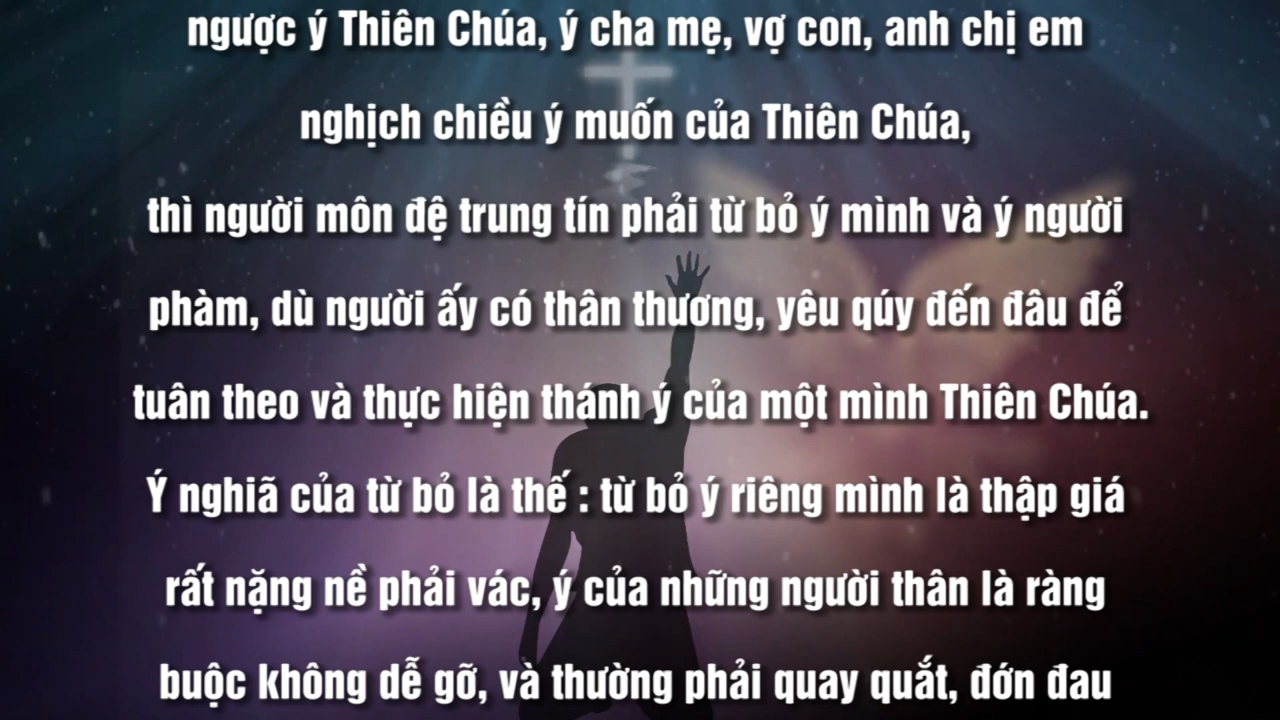 ngược ý Thiên Chúa, ý cha mẹ, vợ con, anh chị em
nghịch chiều ý muốn của Thiên Chúa,
thì người môn đệ trung tín phải từ bỏ ý mình và ý người
phàm, dù người ấy có thân thương, yêu qúy đến đâu để
tuân theo và thực hiện thánh ý của một mình Thiên Chúa.
Ý nghiã của từ bỏ là thế : từ bỏ ý riêng mình là thập giá
rất nặng nề phải vác, ý của những người thân là ràng
buộc không dễ gỡ, và thường phải quay quắt, đớn đau